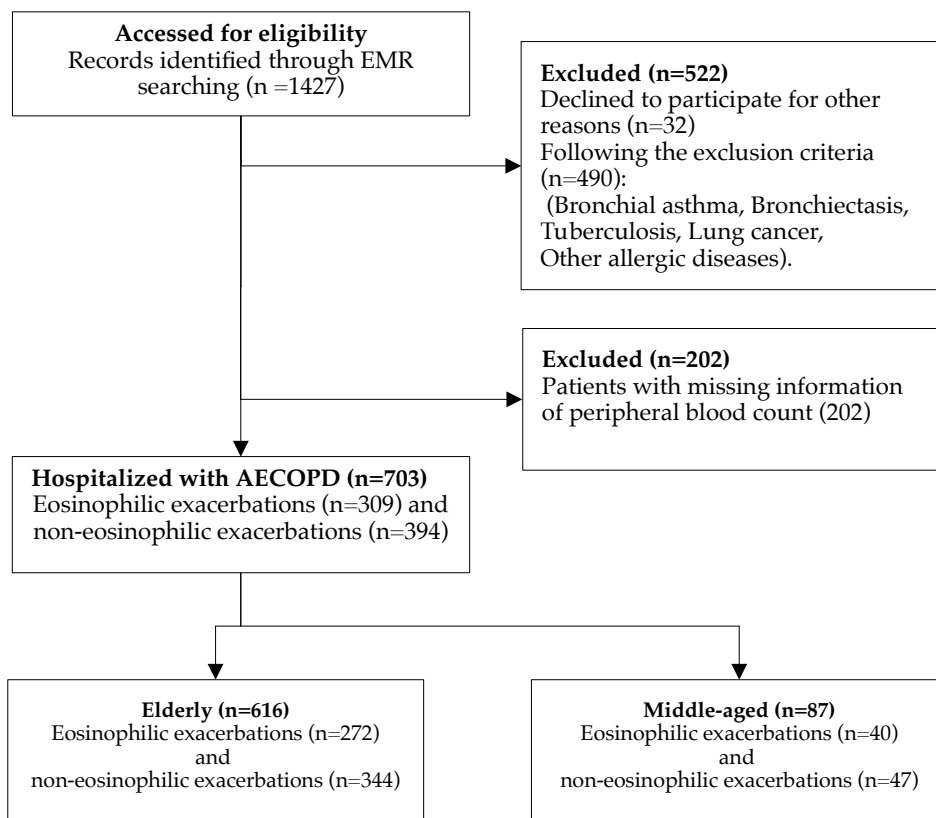 Accessed for eligibility
Records identified through EMR
searching (n =1427)
Excluded (n=522)
Declined to participate for other
reasons (n=32)
Following the exclusion criteria
(n=490):
(Bronchial asthma, Bronchiectasis,
Tuberculosis, Lung cancer,
Other allergic diseases).
Excluded (n=202)
Patients with missing information
of peripheral blood count (202)
Hospitalized with AECOPD (n=703)
Eosinophilic exacerbations (n=309) and
non-eosinophilic exacerbations (n=394)
Elderly (n=616)
Eosinophilic exacerbations (n=272)
and
non-eosinophilic exacerbations (n=344)
Middle-aged (n=87)
Eosinophilic exacerbations (n=40)
and
non-eosinophilic exacerbations (n=47)